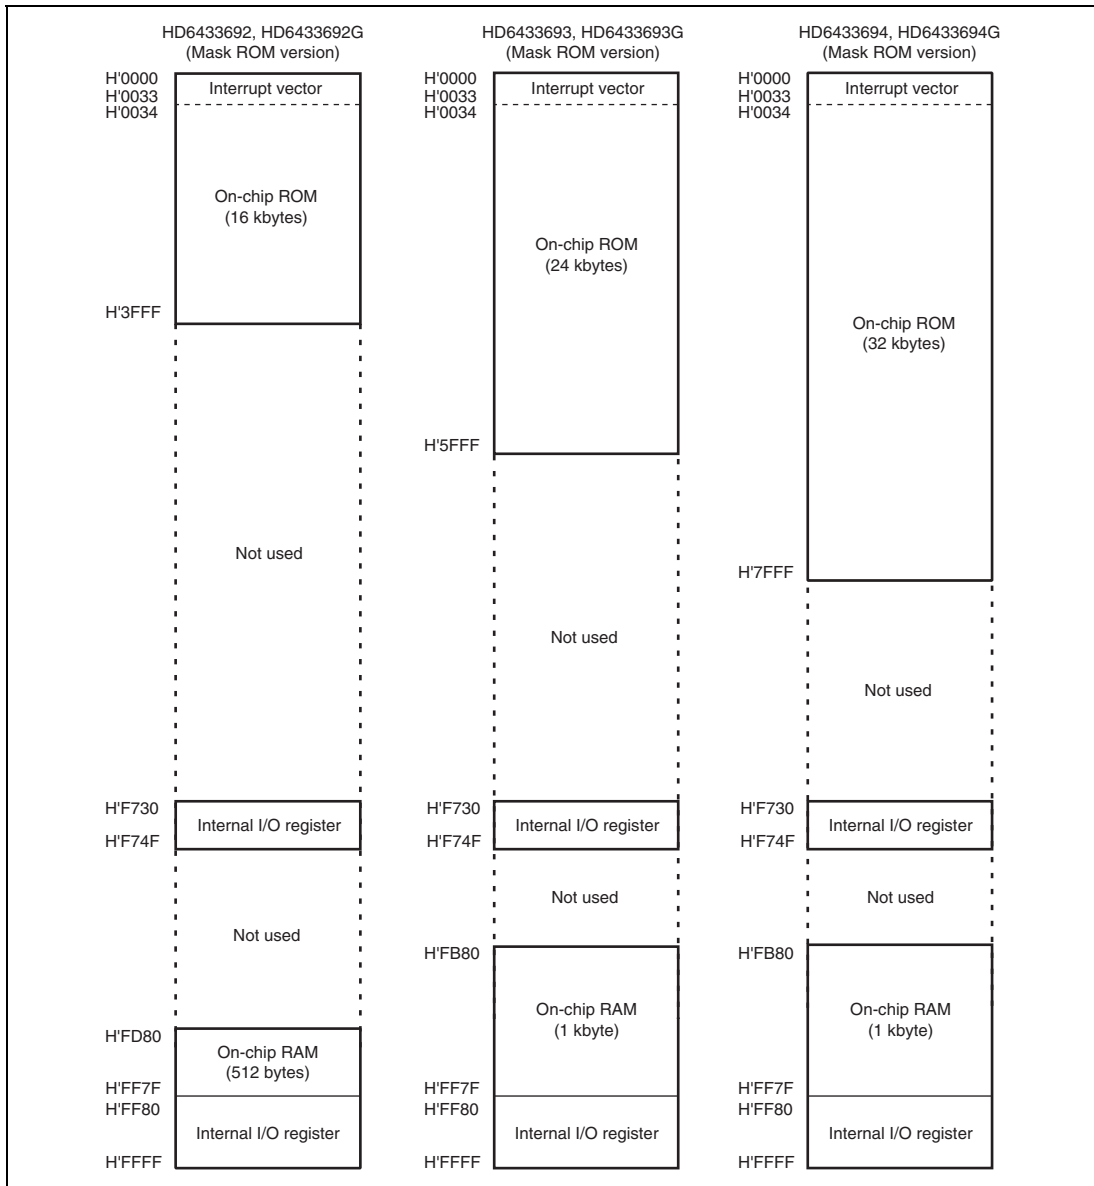 HD6433692, HD6433692G
(Mask ROM version)
H'0000
H'0033
H'0034
Interrupt vector
On-chip ROM
(16 kbytes)
H'3FFF
Not used
H'F730
Internal I/O register
H'F74F
Not used
H'FD80
On-chip RAM
(512 bytes)
H'FF7F
H'FF80
Internal I/O register
H'FFFF
HD6433693, HD6433693G
(Mask ROM version)
H'0000
H'0033
H'0034
Interrupt vector
On-chip ROM
(24 kbytes)
H'5FFF
Not used
H'F730
Internal I/O register
H'F74F
Not used
H'FB80
On-chip RAM
(1 kbyte)
H'FF7F
H'FF80
Internal I/O register
H'FFFF
HD6433694, HD6433694G
(Mask ROM version)
H'0000
H'0033
H'0034
Interrupt vector
On-chip ROM
(32 kbytes)
H'7FFF
Not used
H'F730
Internal I/O register
H'F74F
Not used
H'FB80
On-chip RAM
(1 kbyte)
H'FF7F
H'FF80
Internal I/O register
H'FFFF